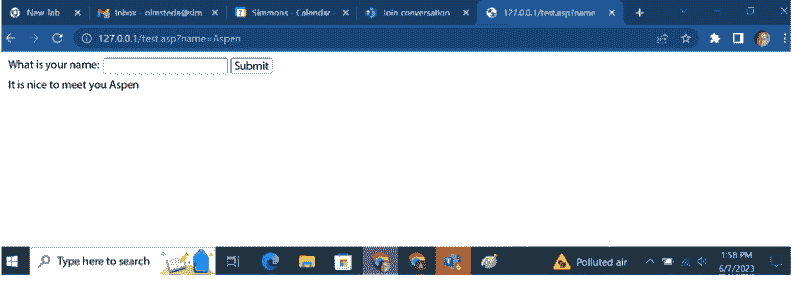 New Tab
Inbox - olmsteda@sim
Simmons - Calendar -
Join conversation
127.0.0.1/test.asp?name=
127.0.0.1/test.asp?name=Aspen
What is your name: Submit
It is nice to meet you Aspen
Type here to search
Polluted air
1:58 PM
6/7/2023